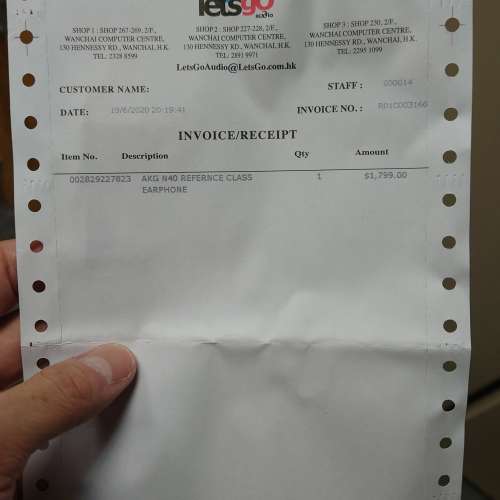 letsgo
audio
SHOP 1 : SHOP 267-269, 2/F.,
WANCHAI COMPUTER CENTRE,
130 HENNESSY RD., WANCHAI, H.K.
TEL: 2328 8599
SHOP 2 : SHOP 227-228, 2/F.,
WANCHAI COMPUTER CENTRE,
130 HENNESSY RD., WANCHAI, H.K.
TEL: 2891 9971
SHOP 3 : SHOP 230, 2/F.,
WANCHAI COMPUTER CENTRE,
130 HENNESSY RD., WANCHAI, H.K.
TEL: 2295 1099
LetsGoAudio@LetsGo.com.hk
CUSTOMER NAME: STAFF : 000014
DATE: 19/6/2020 20:19:41 INVOICE NO. : RD1C003166
INVOICE/RECEIPT
Item No. Description Qty Amount
002829227823 AKG N40 REFERNCE CLASS 1 $1,799.00
EARPHONE